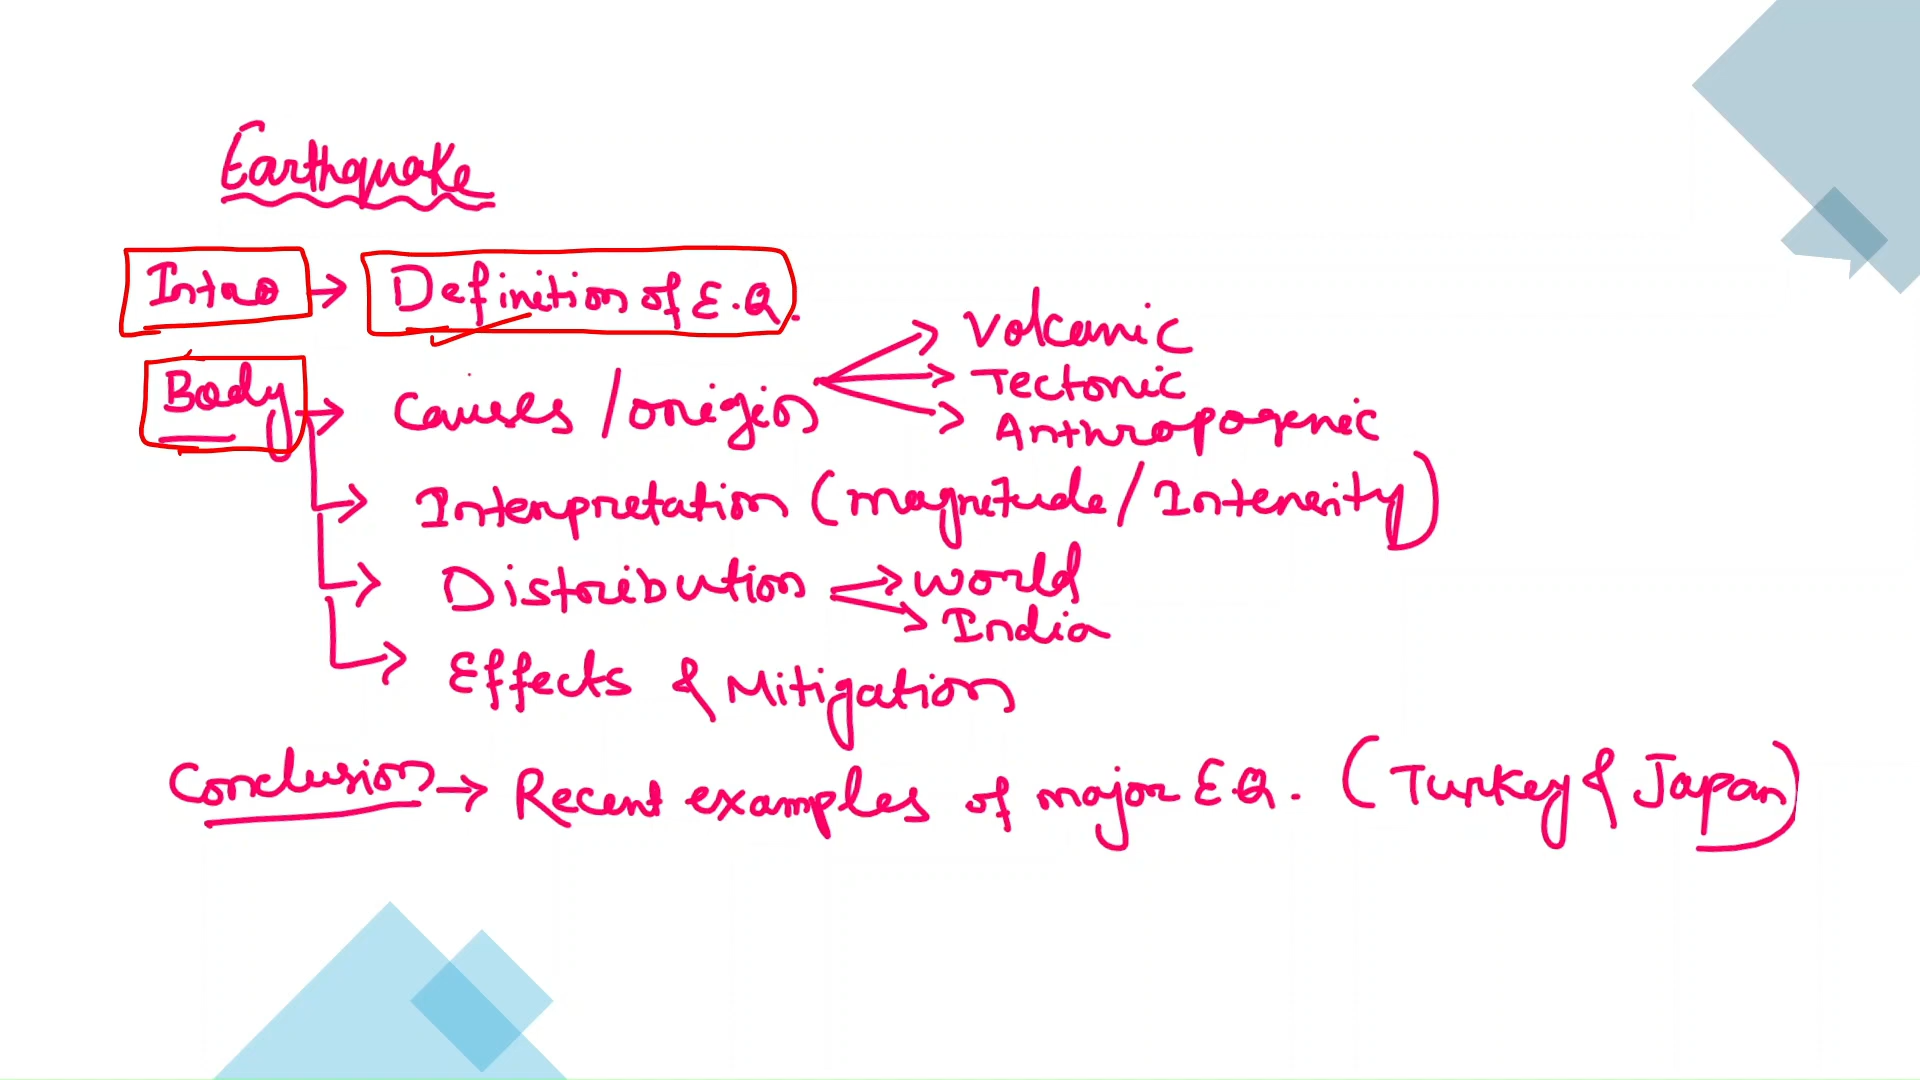 Earthquake
Intro → Definition of E.Q.
Body → Causes / origin → Volcanic
→ Tectonic
→ Anthropogenic
→ Interpretation (magnitude / Intensity)
→ Distribution → World
→ India
→ Effects & Mitigation
Conclusion → Recent examples of major E.Q. (Turkey & Japan)